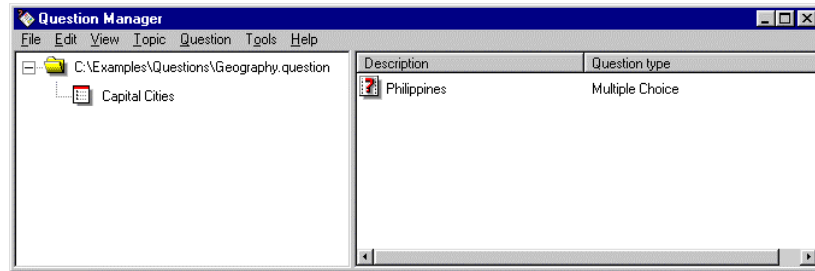 Question Manager
File Edit View Topic Question Tools Help
C:\Examples\Questions\Geography.question
Capital Cities
Description Question type
Philippines Multiple Choice